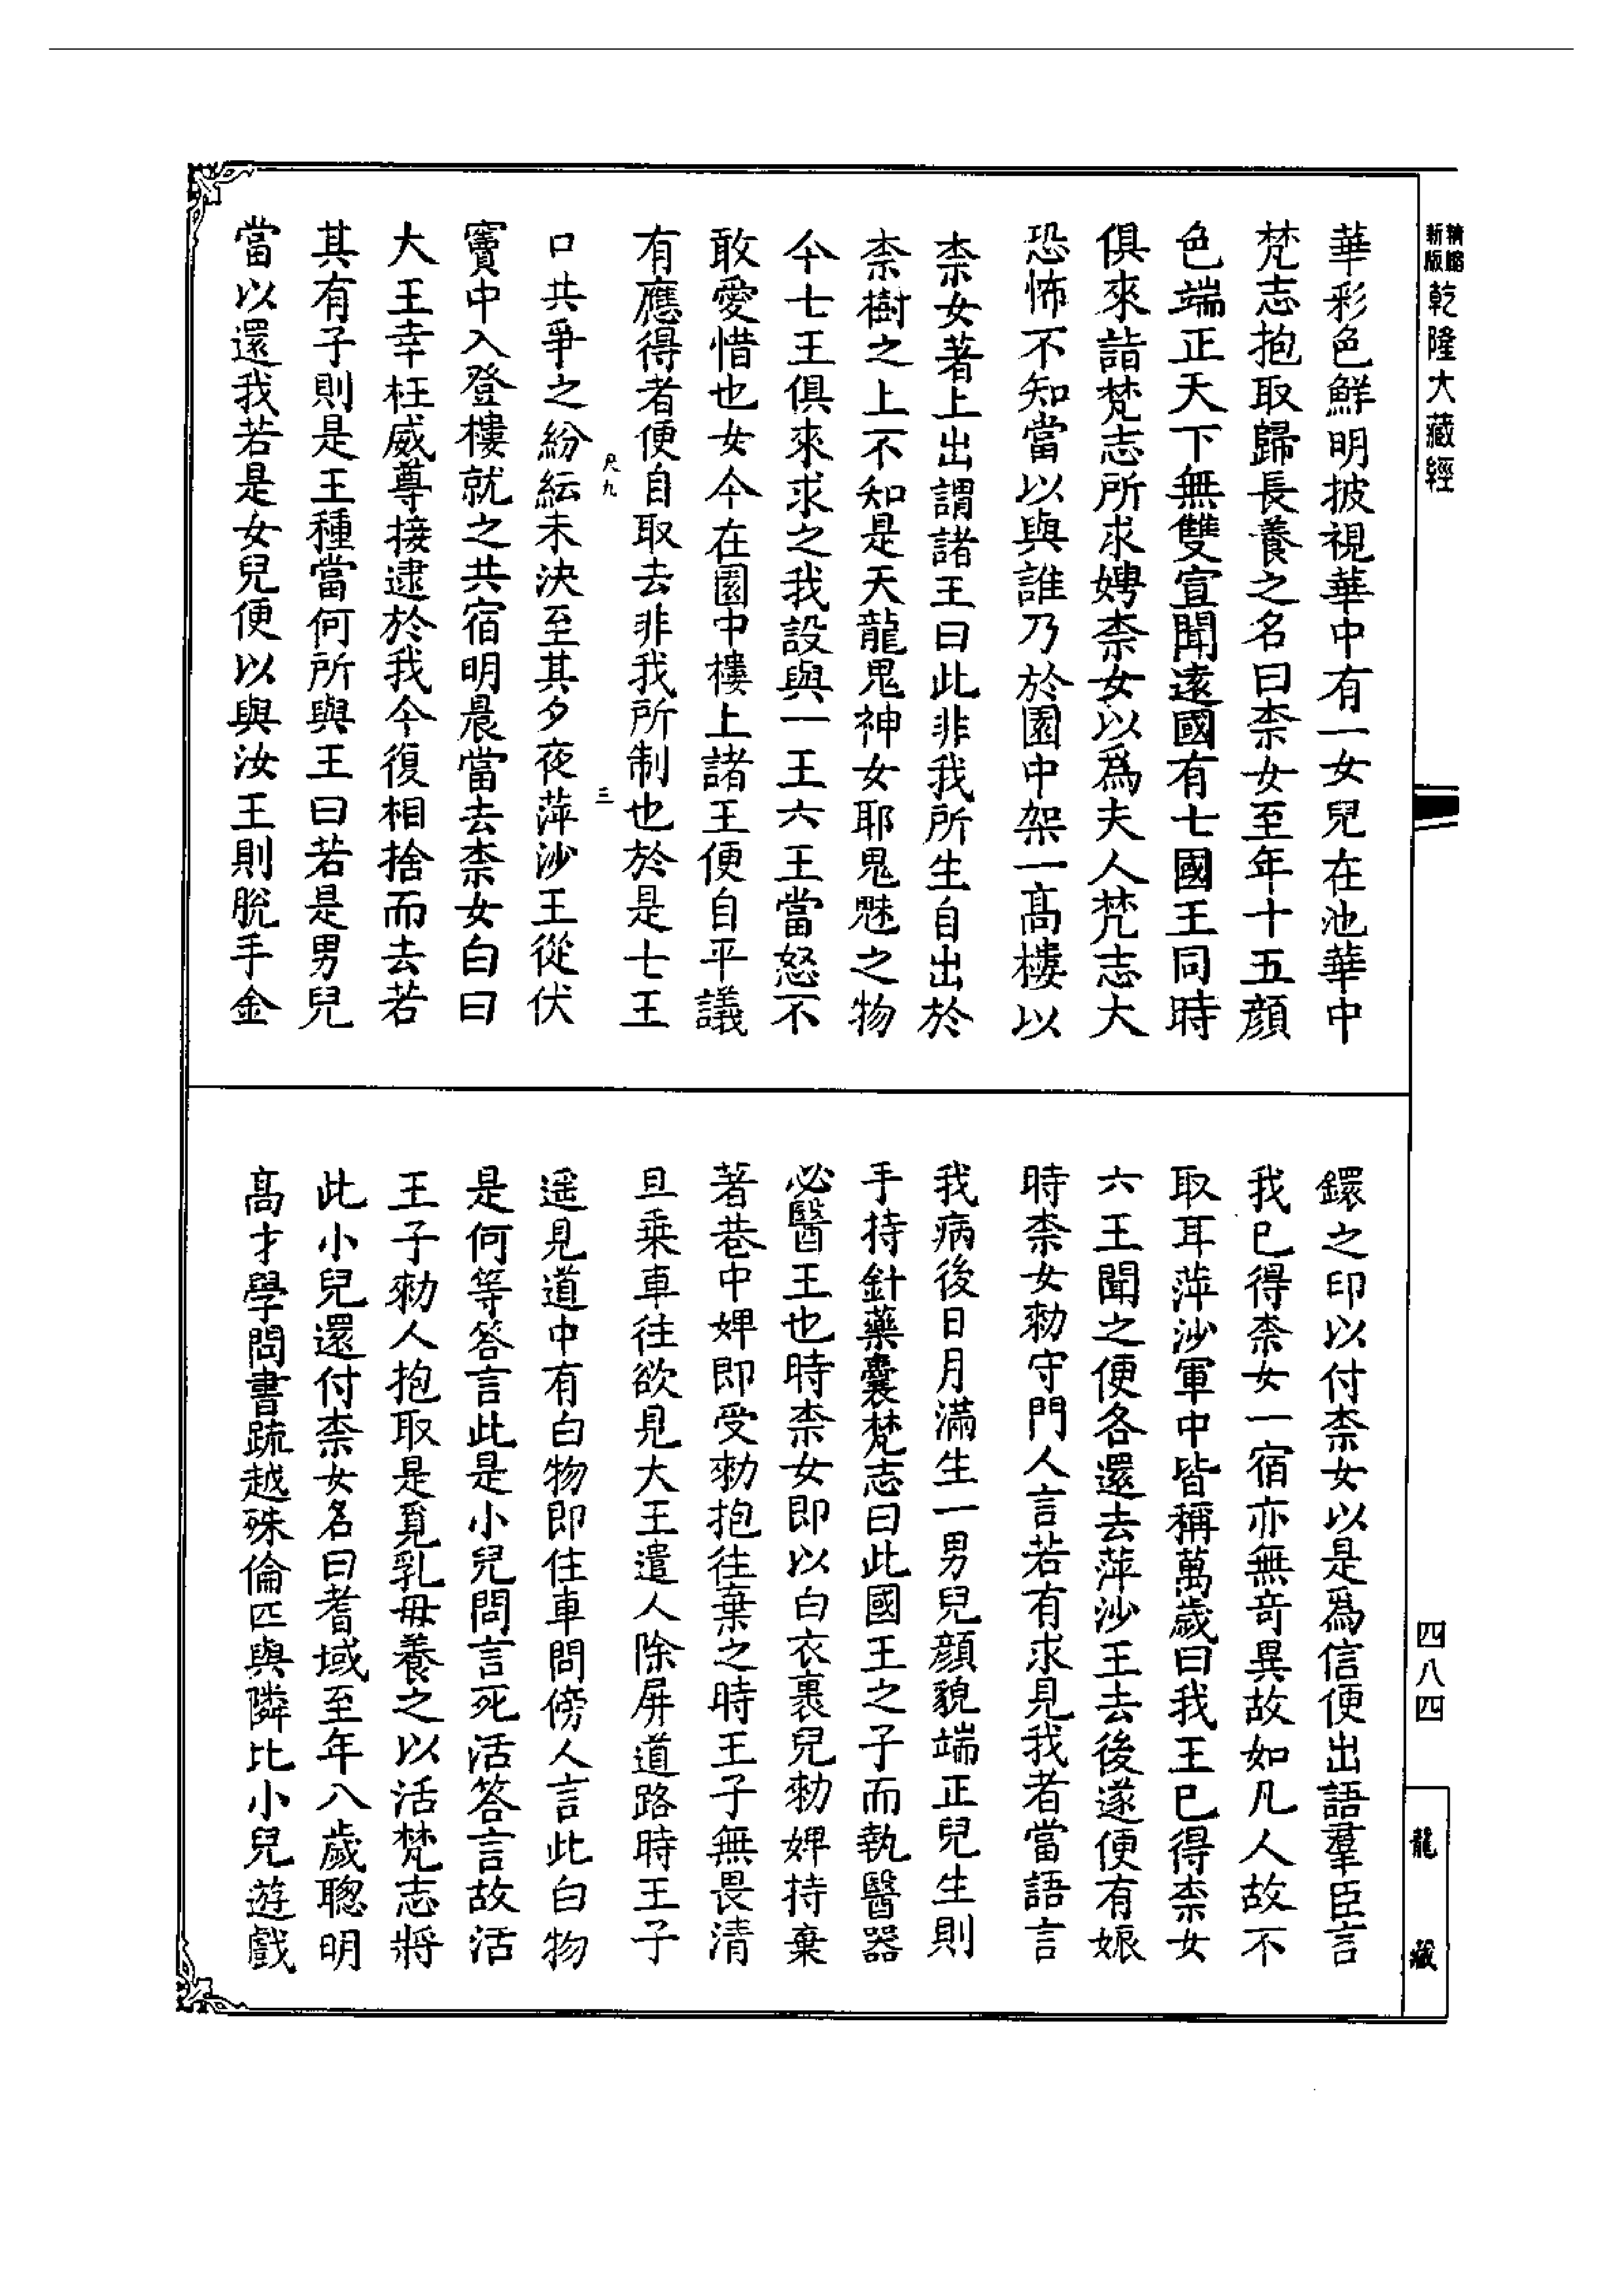 新版 精縮 乾隆大藏經
華彩色鮮明披視華中有一女兒在池華中
梵志抱取歸長養之名曰柰女至年十五顔
色端正天下無雙宣聞遠國有七國王同時
俱來詣梵志所求娉柰女以爲夫人梵志大
恐怖不知當以與誰乃於園中架一高樓以
柰女著上出謂諸王曰此非我所生自出於
柰樹之上不知是天龍鬼神女耶鬼魅之物
今七王俱來求之我設與一王六王當怒不
敢愛惜也女今在園中樓上諸王便自平議
有應得者便自取去非我所制也於是七王
尺九 三
口共爭之紛紜未決至其夕夜萍沙王從伏
竇中入登樓就之共宿明晨當去柰女白曰
大王幸枉威尊接逮於我今復相捨而去若
其有子則是王種當何所與王曰若是男兒
當以還我若是女兒便以與汝王則脫手金
鐶之印以付柰女以是爲信便出語羣臣言
我已得柰女一宿亦無奇異故如凡人故不
取耳萍沙軍中皆稱萬歲曰我王已得柰女
六王聞之便各還去萍沙王去後遂便有娠
時柰女勑守門人言若有求見我者當語言
我病後日月滿生一男兒顔貌端正兒生則
手持針藥囊梵志曰此國王之子而執醫器
必醫王也時柰女即以白衣裹兒勑婢持棄
著巷中婢即受勑抱往棄之時王子無畏清
旦乗車往欲見大王遣人除屏道路時王子
遥見道中有白物即住車問傍人言此白物
是何等答言此是小兒問言死活答言故活
王子勑人抱取是覓乳母養之以活梵志將
此小兒還付柰女名曰耆域至年八歲聰明
高才學問書䟽越殊倫匹與隣比小兒遊戲
四八四
龍藏